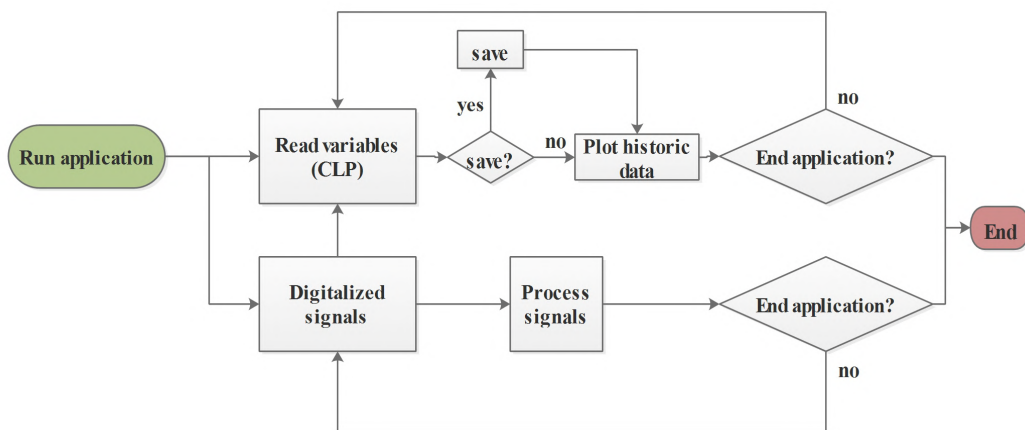 save
yes
no
Run application
Read variables
(CLP)
save?
no
Plot historic
data
End application?
End
Digitalized
signals
Process
signals
End application?
no